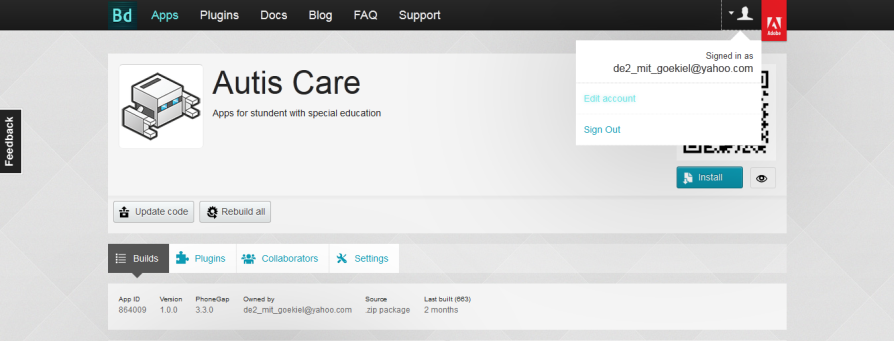 Bd Apps Plugins Docs Blog FAQ Support
Adobe
Signed in as
de2_mit_goekiel@yahoo.com
Edit account
Sign Out
Autis Care
Apps for stundent with special education
Feedback
Install
Update code Rebuild all
Builds Plugins Collaborators Settings
App ID Version PhoneGap Owned by Source Last built (663)
864009 1.0.0 3.3.0 de2_mit_goekiel@yahoo.com .zip package 2 months